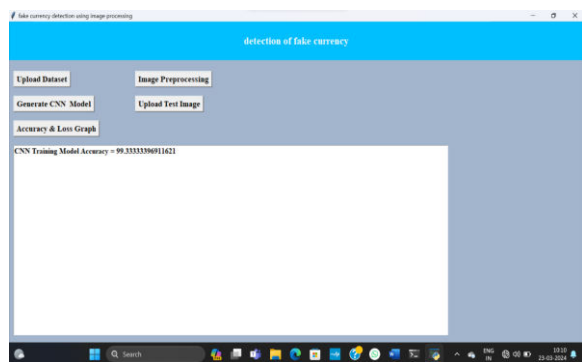 fake currency detection using image processing
detection of fake currency
Upload Dataset
Image Preprocessing
Generate CNN Model
Upload Test Image
Accuracy & Loss Graph
CNN Training Model Accuracy = 99.33333396911621
Search
ENG
IN
10:10
23-03-2024